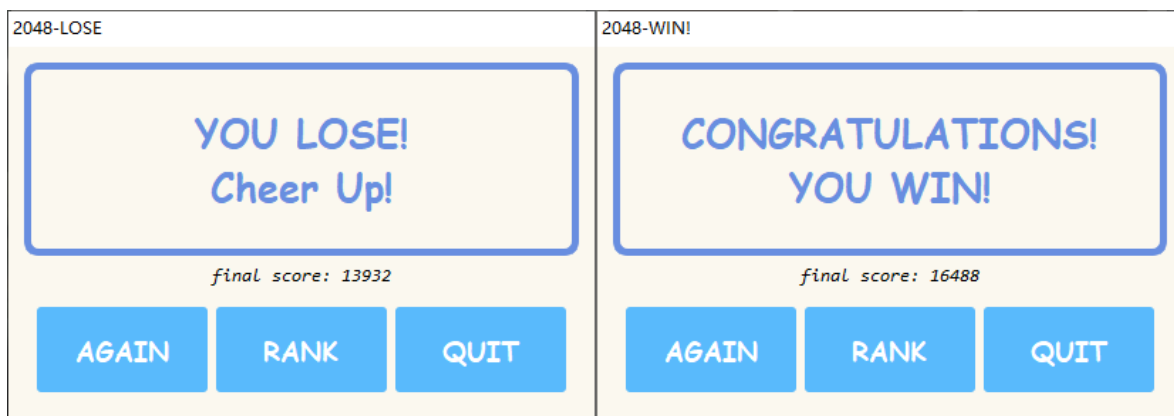 2048-LOSE
YOU LOSE!
Cheer Up!
final score: 13932
AGAIN
RANK
QUIT
2048-WIN!
CONGRATULATIONS!
YOU WIN!
final score: 16488
AGAIN
RANK
QUIT